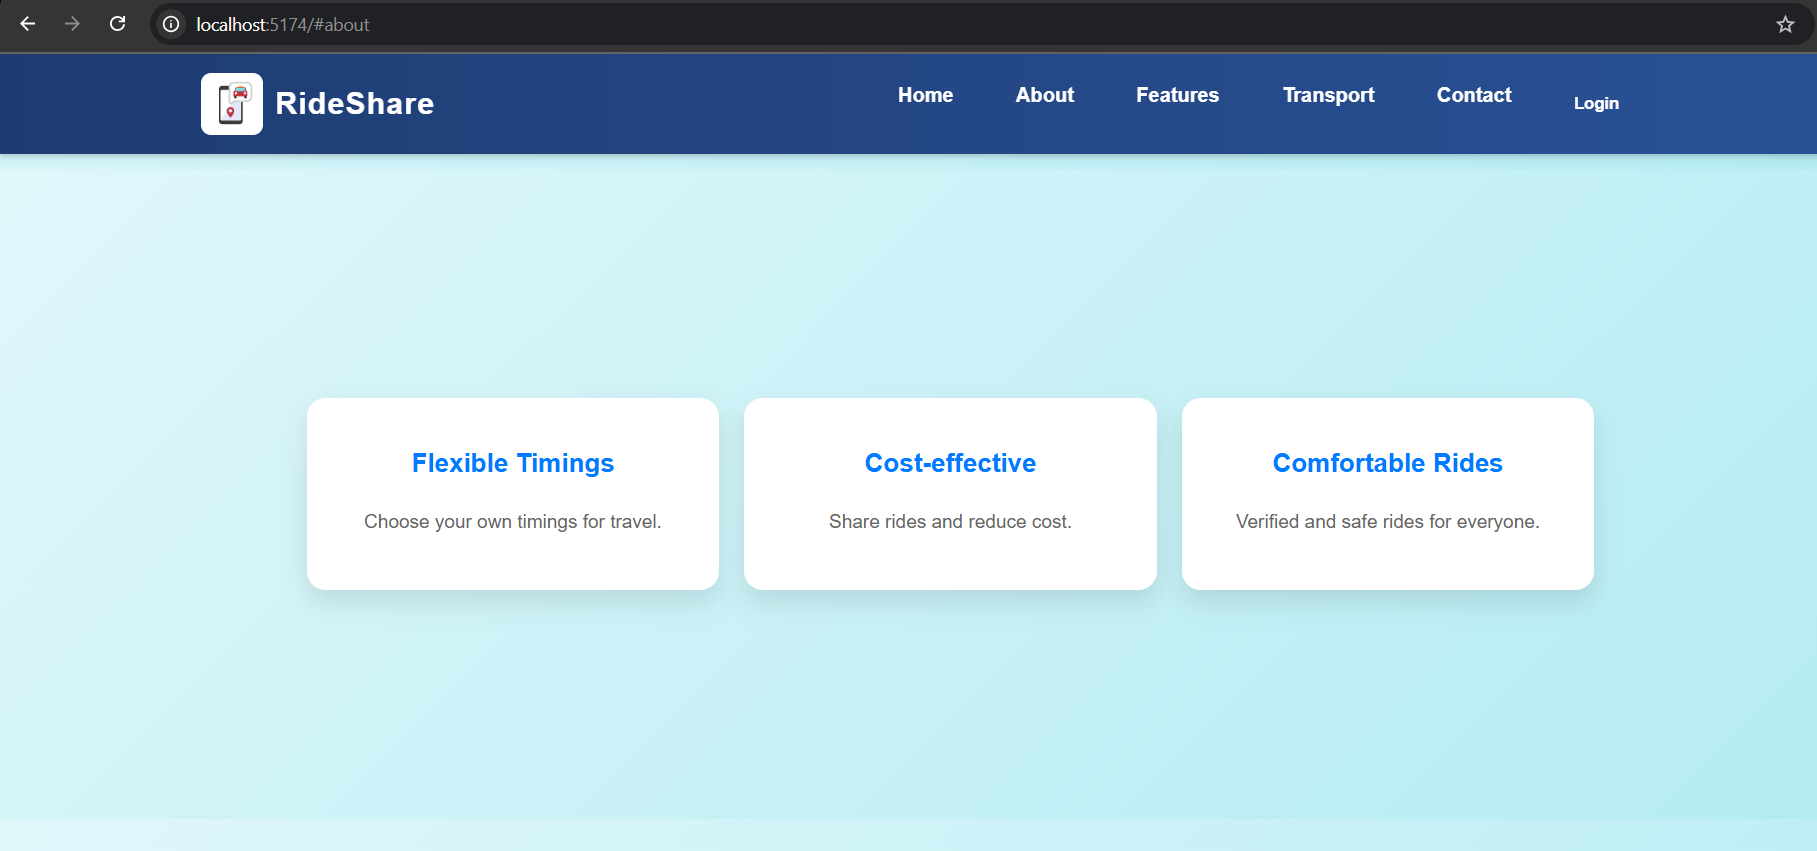 localhost:5174/#about
RideShare
Home About Features Transport Contact Login
Flexible Timings
Choose your own timings for travel.
Cost-effective
Share rides and reduce cost.
Comfortable Rides
Verified and safe rides for everyone.